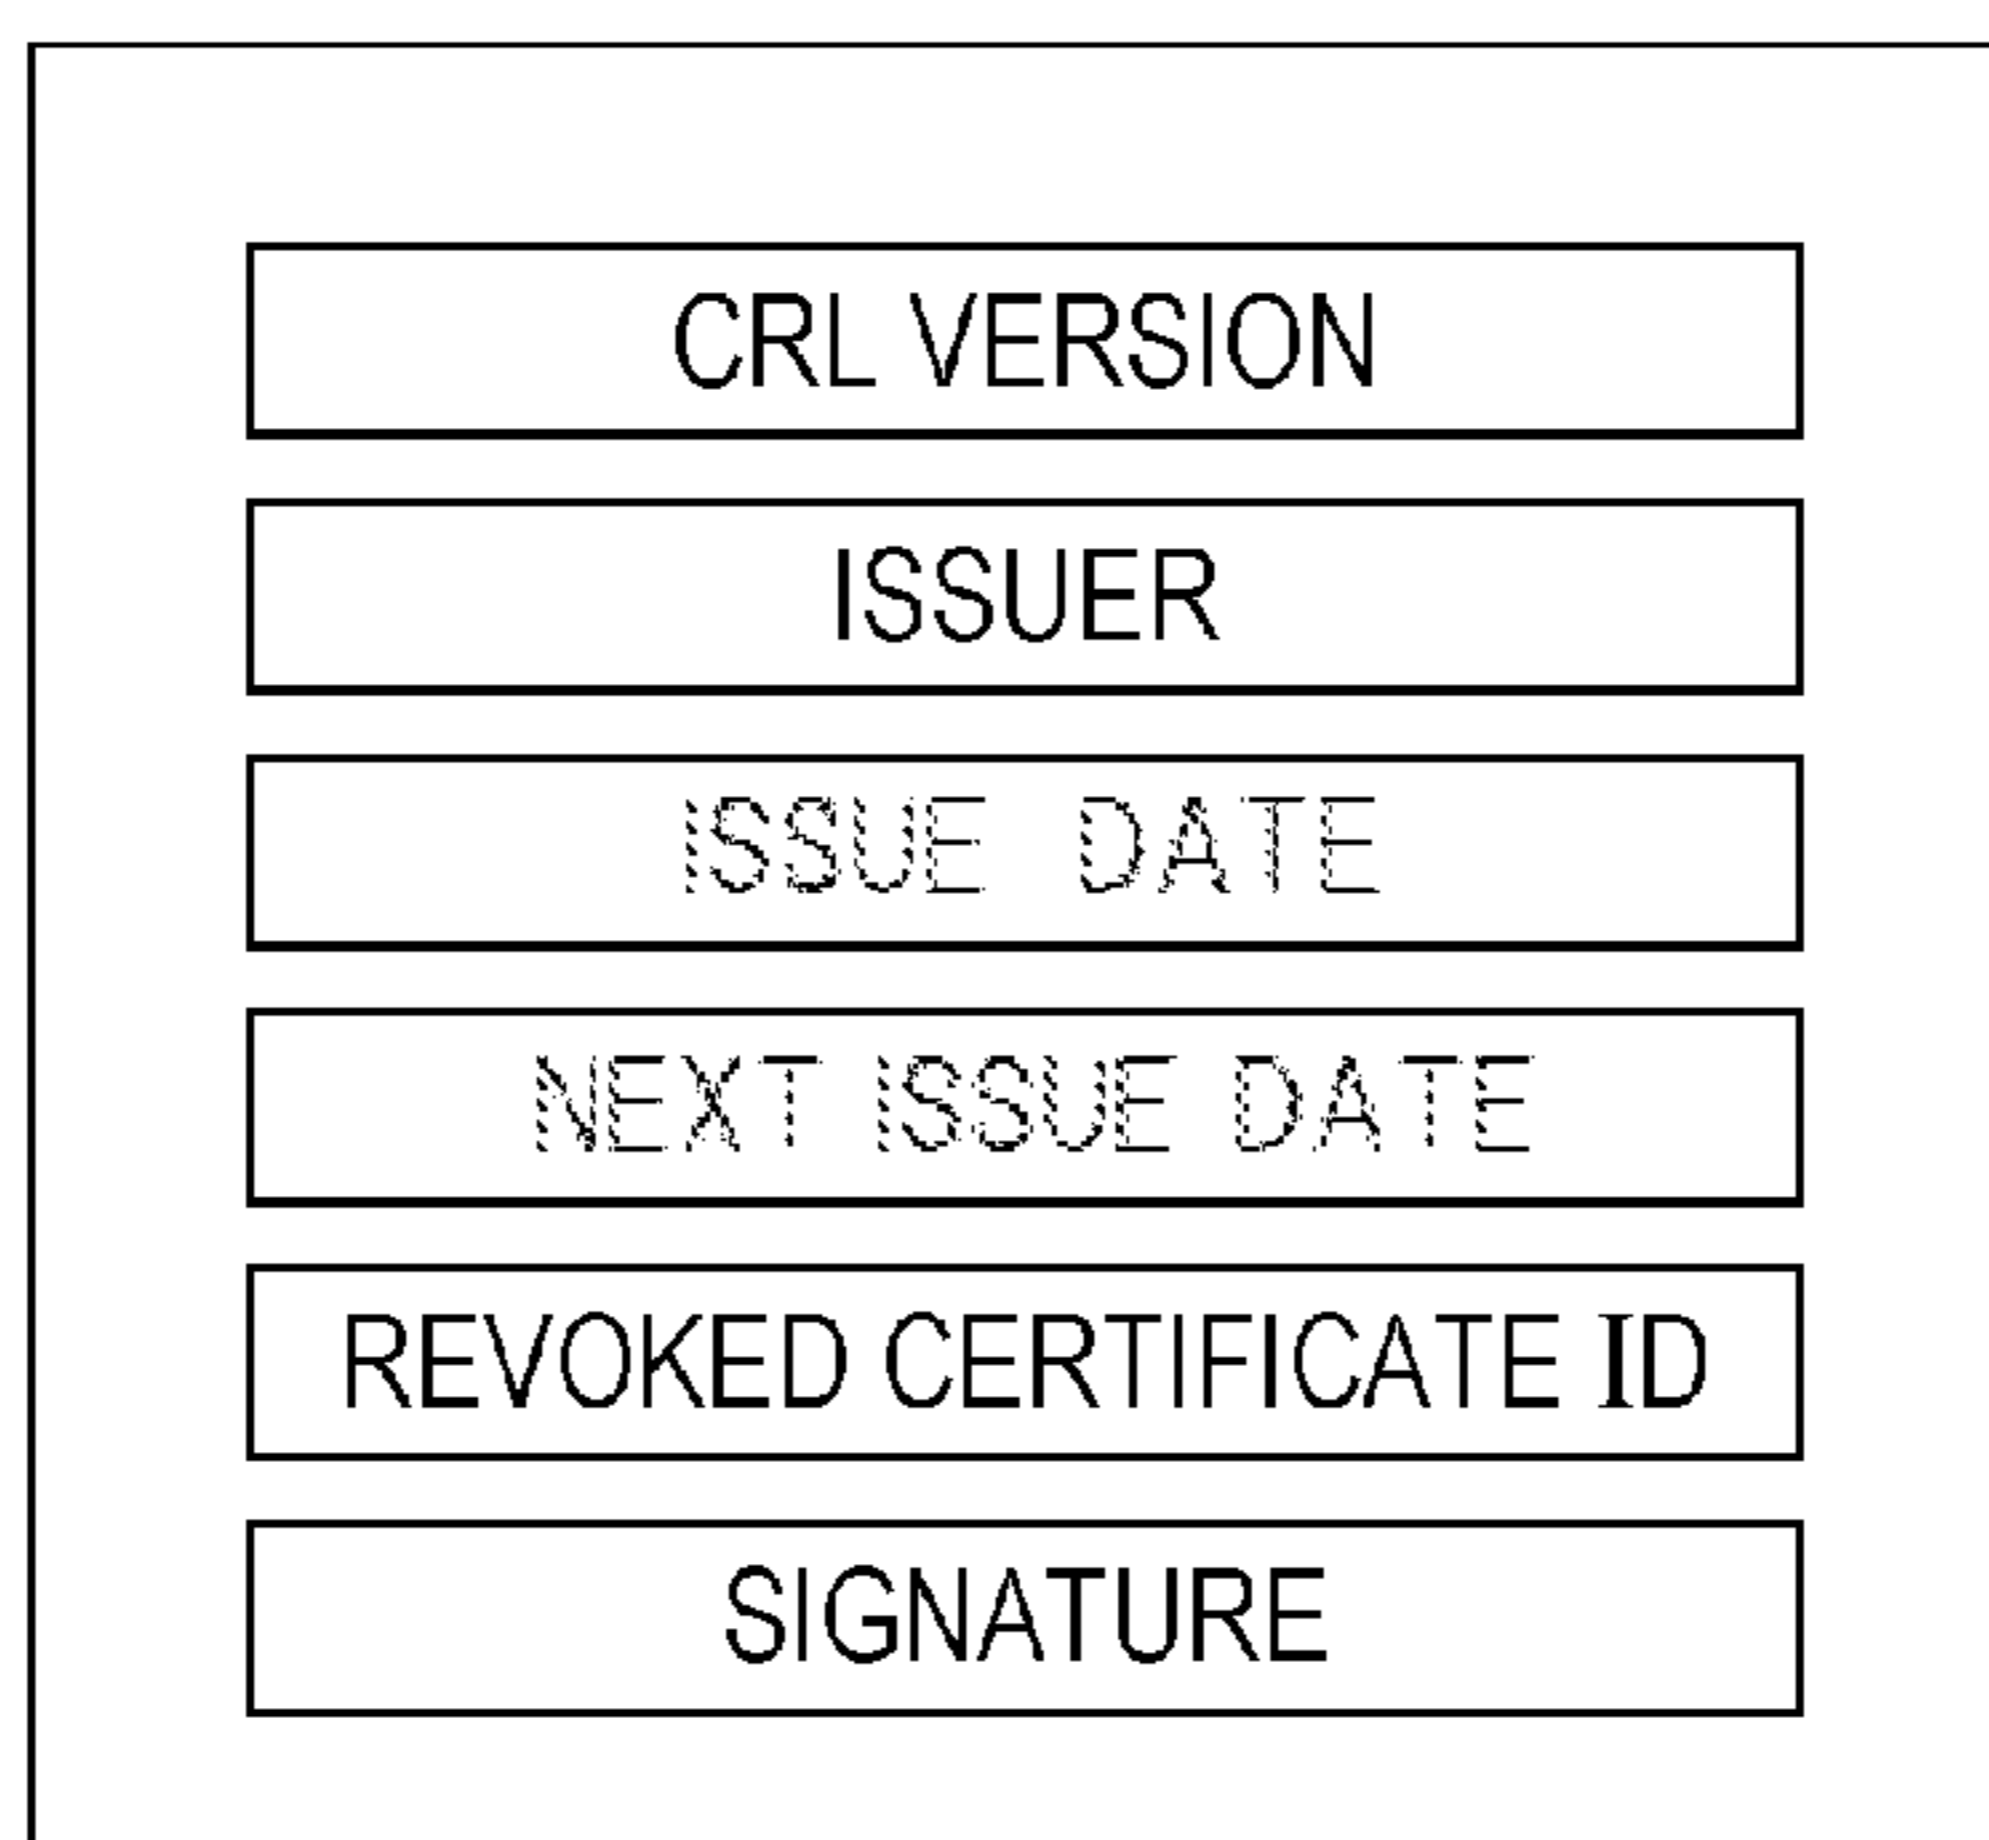 CRL VERSION
ISSUER
ISSUE DATE
NEXT ISSUE DATE
REVOKED CERTIFICATE ID
SIGNATURE